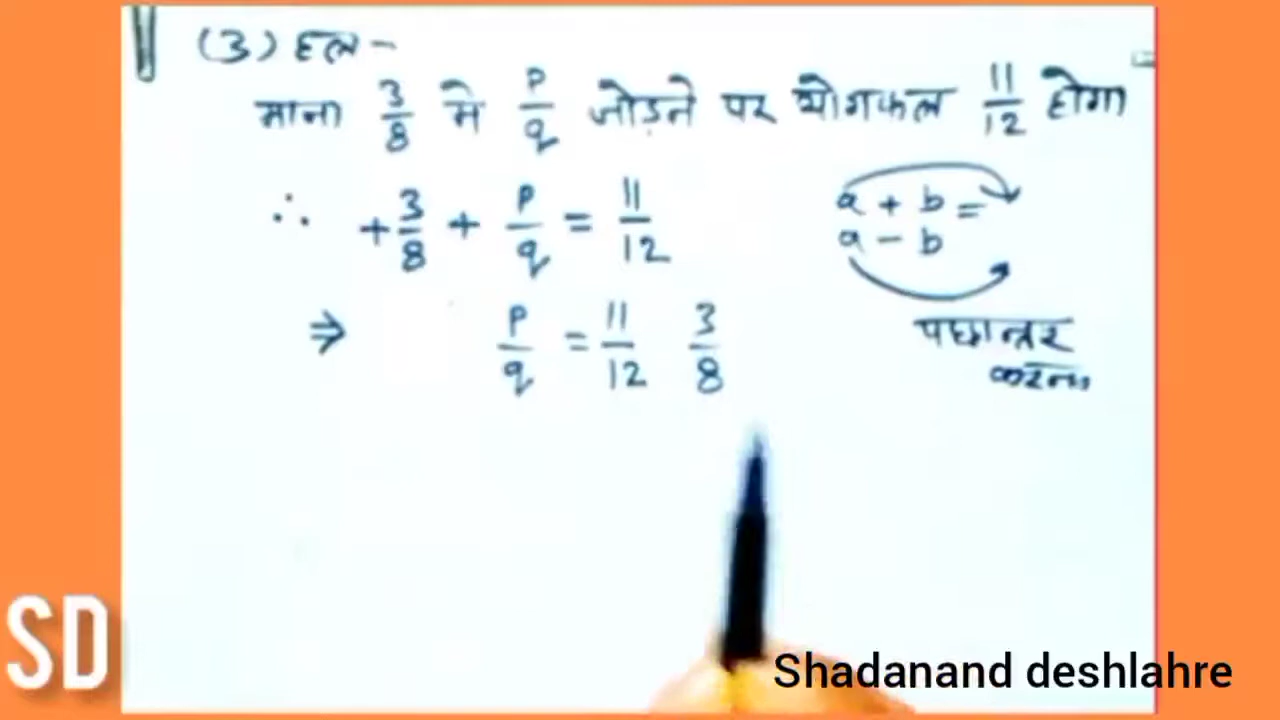 (3) हल -
माना 3/8 मे p/q जोड़ने पर योगफल 11/12 होगा
∴ + 3/8 + p/q = 11/12
a + b =
a - b
⇒ p/q = 11/12 3/8
पछान्तर
करना
SD
Shadanand deshlahre